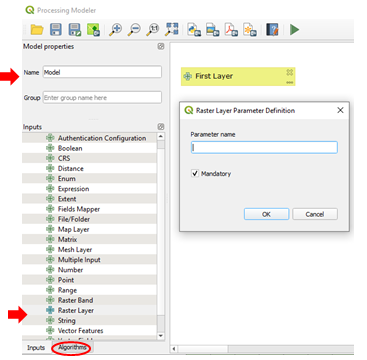 Processing Modeler
Model properties
Name Model
Group Enter group name here
Inputs
Authentication Configuration
Boolean
CRS
Distance
Enum
Expression
Extent
Fields Mapper
File/Folder
Map Layer
Matrix
Mesh Layer
Multiple Input
Number
Point
Range
Raster Band
Raster Layer
String
Vector Features
Inputs Algorithms
First Layer
Raster Layer Parameter Definition
Parameter name
Mandatory
OK Cancel